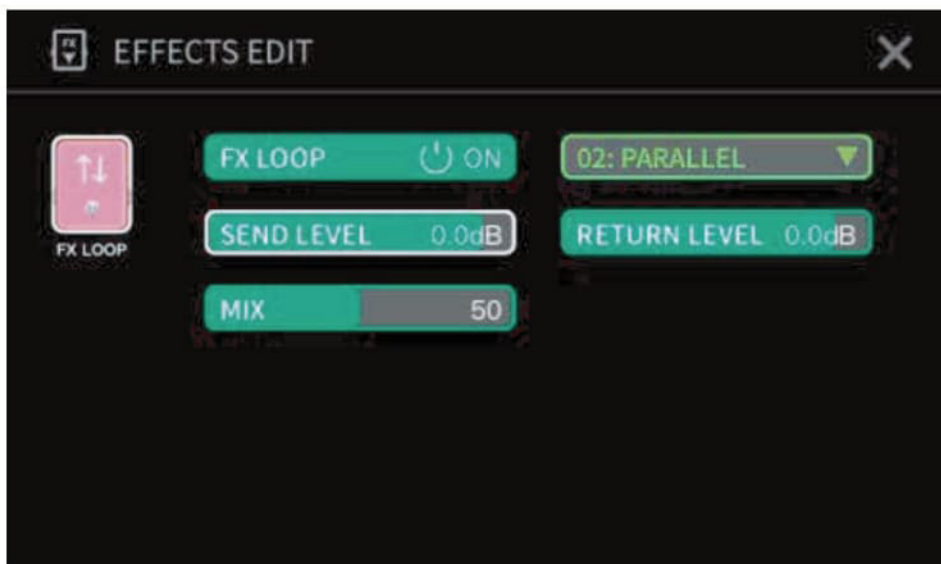 FX
EFFECTS EDIT
FX LOOP ON
02: PARALLEL
FX LOOP
SEND LEVEL 0.0dB
RETURN LEVEL 0.0dB
MIX 50